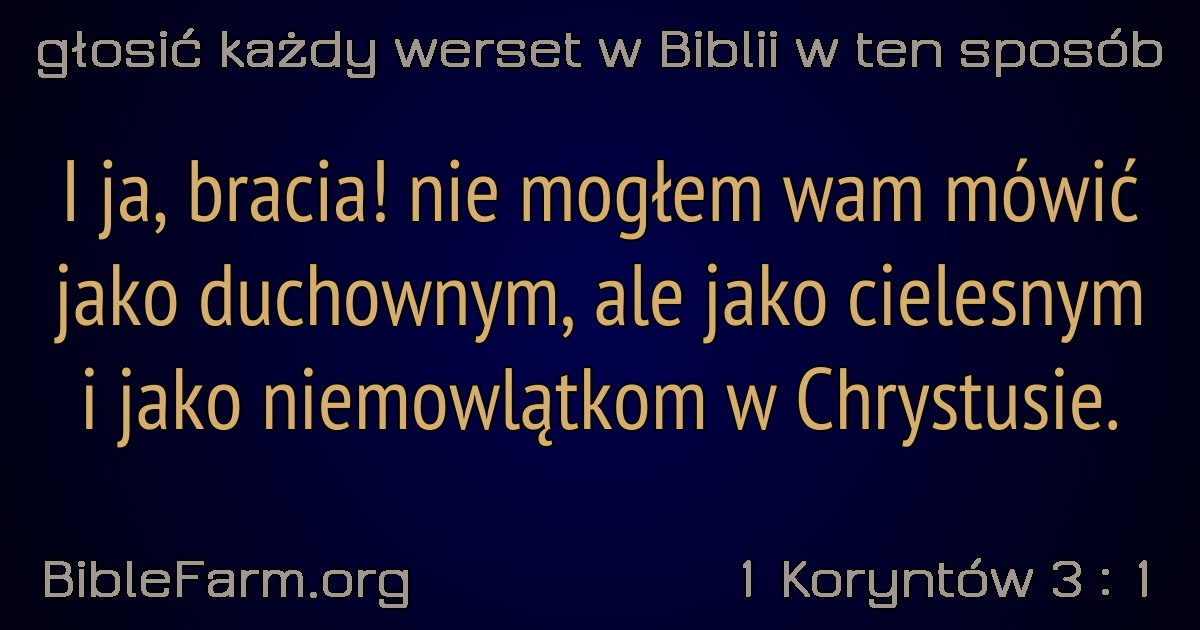 głosić każdy werset w Biblii w ten sposób
I ja, bracia! nie mogłem wam mówić
jako duchownym, ale jako cielesnym
i jako niemowlątkom w Chrystusie.
BibleFarm.org
1 Koryntów 3 : 1